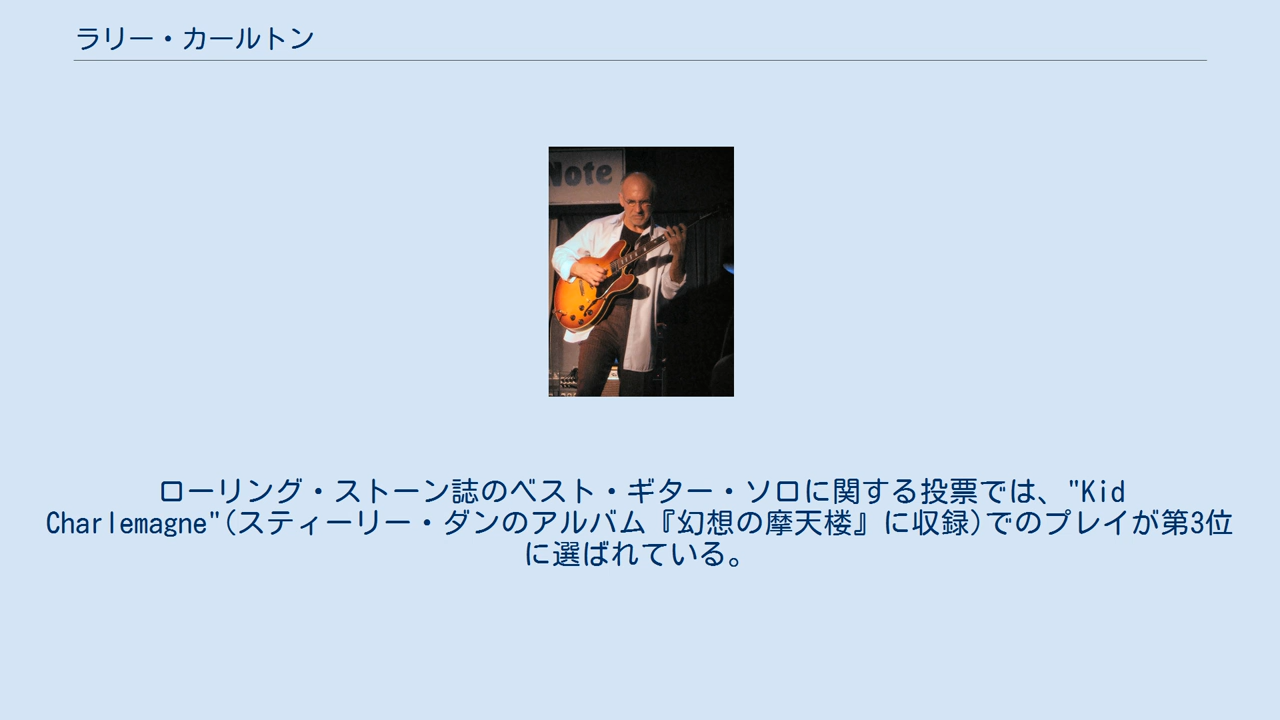 ラリー・カールトン
Note
ローリング・ストーン誌のベスト・ギター・ソロに関する投票では、"Kid
Charlemagne"(スティーリー・ダンのアルバム『幻想の摩天楼』に収録)でのプレイが第3位
に選ばれている。